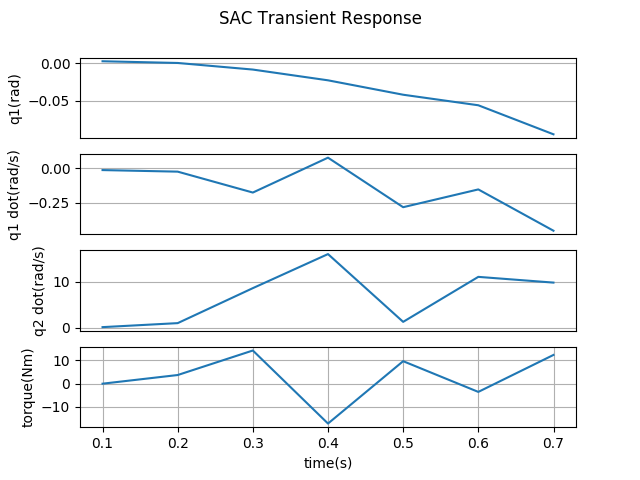 SAC Transient Response
q1(rad)
0.00
−0.05
q1 dot(rad/s)
0.00
−0.25
q2 dot(rad/s)
10
0
torque(Nm)
10
0
−10
0.1 0.2 0.3 0.4 0.5 0.6 0.7
time(s)